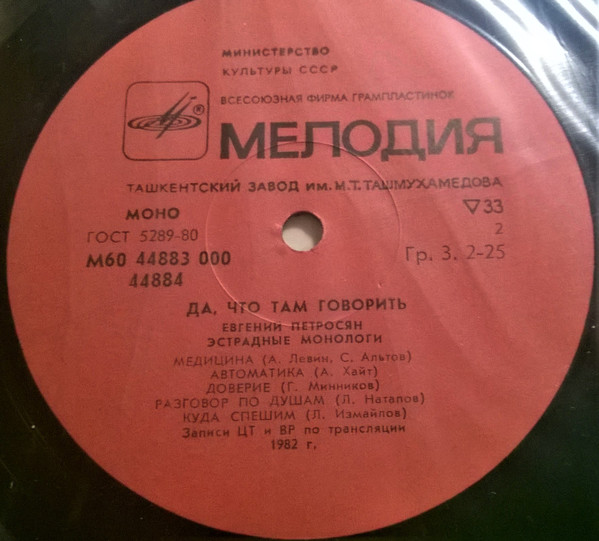 МИНИСТЕРСТВО
КУЛЬТУРЫ СССР
ВСЕСОЮЗНАЯ ФИРМА ГРАМПЛАСТИНОК
®
МЕЛОДИЯ
ТАШКЕНТСКИЙ ЗАВОД ИМ. М.Т. ТАШМУХАМЕДОВА
МОНО
▽33
ГОСТ 5289-80
2
М60 44883 000
Гр. 3. 2-25
44884
ДА, ЧТО ТАМ ГОВОРИТЬ
ЕВГЕНИЙ ПЕТРОСЯН
ЭСТРАДНЫЕ МОНОЛОГИ
МЕДИЦИНА (А. Левин, С. Альтов)
АВТОМАТИКА (А. Хайт)
ДОВЕРИЕ (Г. Минников)
РАЗГОВОР ПО ДУШАМ (Л. Натапов)
КУДА СПЕШИМ (Л. Измайлов)
Записи ЦТ и ВР по трансляции
1982 г.